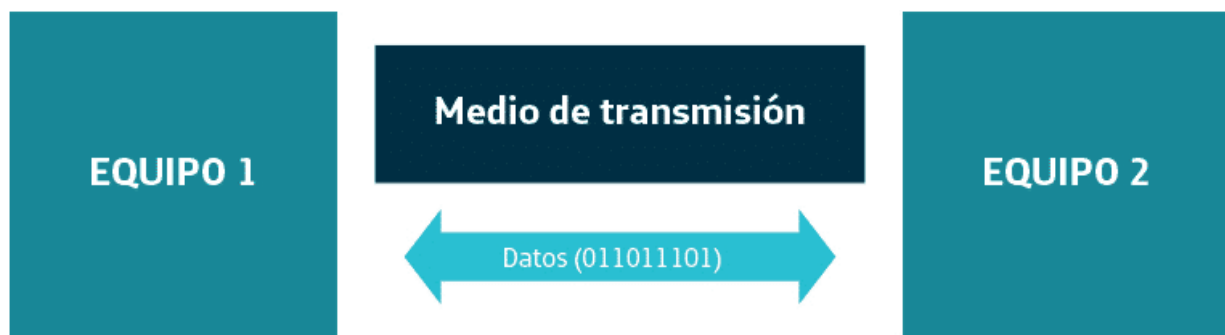 EQUIPO 1
Medio de transmisión
Datos (011011101)
EQUIPO 2